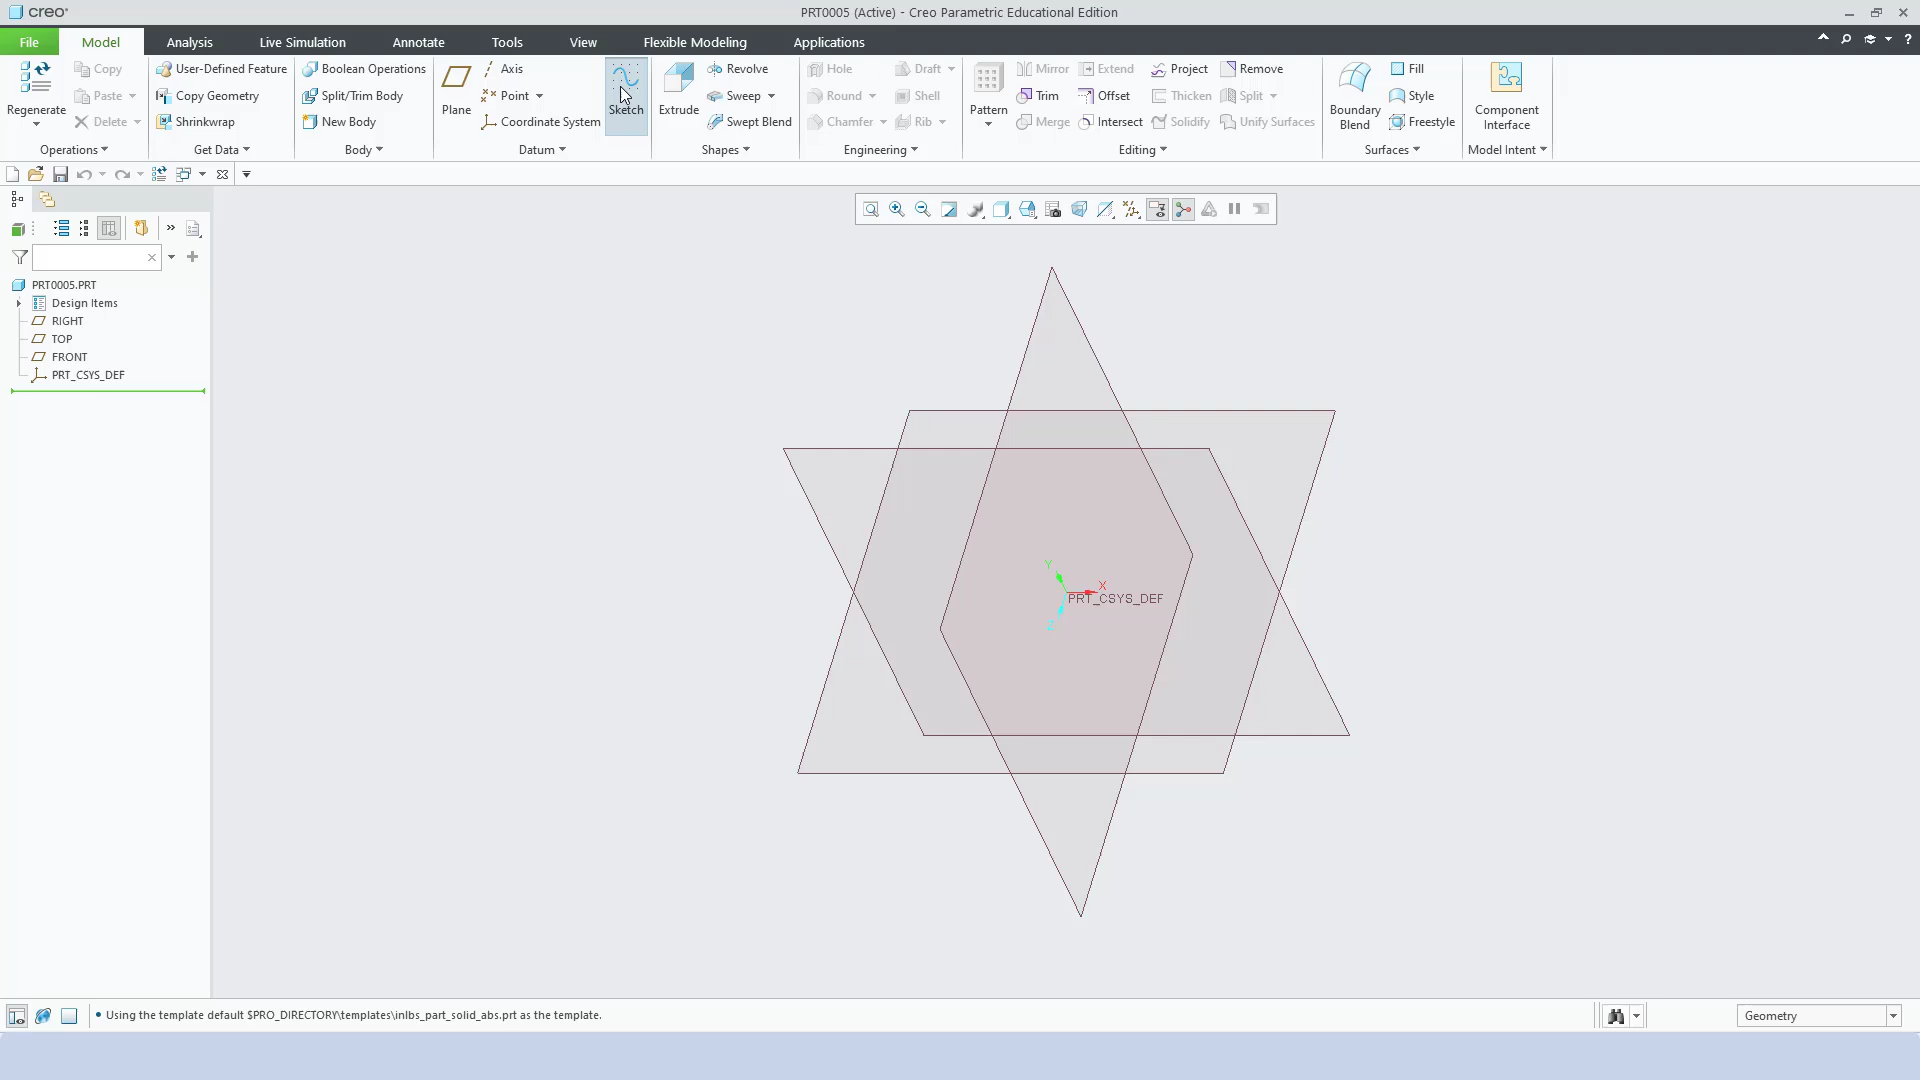 creo
PRT0005 (Active) - Creo Parametric Educational Edition
File Model Analysis Live Simulation Annotate Tools View Flexible Modeling Applications
Regenerate
Copy
Paste
Delete
Operations
User-Defined Feature
Copy Geometry
Shrinkwrap
Get Data
Boolean Operations
Split/Trim Body
New Body
Body
Plane
Axis
Point
Coordinate System
Sketch
Datum
Extrude
Revolve
Sweep
Swept Blend
Shapes
Hole
Round
Chamfer
Draft
Shell
Rib
Engineering
Pattern
Mirror
Trim
Merge
Extend
Offset
Intersect
Project
Thicken
Solidify
Remove
Split
Unify Surfaces
Editing
Boundary
Blend
Fill
Style
Freestyle
Surfaces
Component
Interface
Model Intent
PRT0005.PRT
Design Items
RIGHT
TOP
FRONT
PRT_CSYS_DEF
Y
X
PRT_CSYS_DEF
Z
• Using the template default $PRO_DIRECTORY\templates\inlbs_part_solid_abs.prt as the template.
Geometry